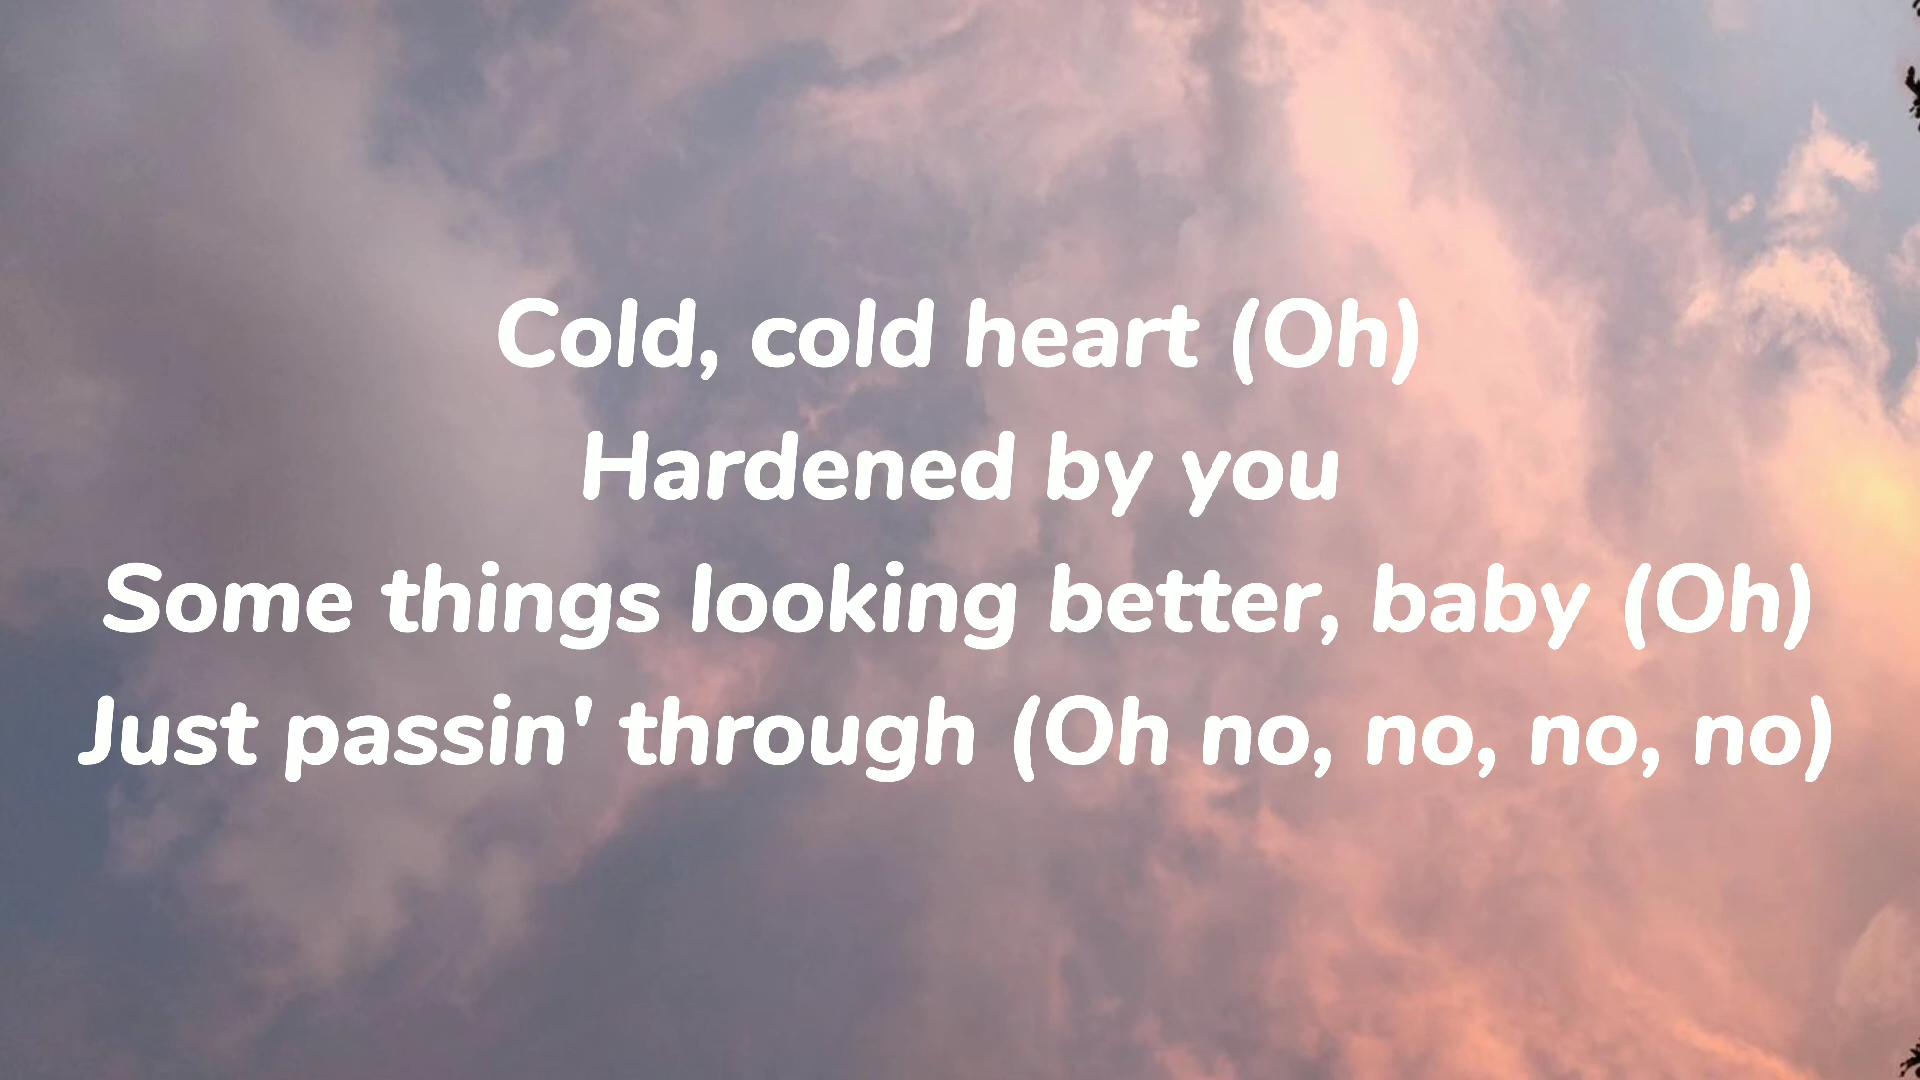 Cold, cold heart (Oh)
Hardened by you
Some things looking better, baby (Oh)
Just passin' through (Oh no, no, no, no)